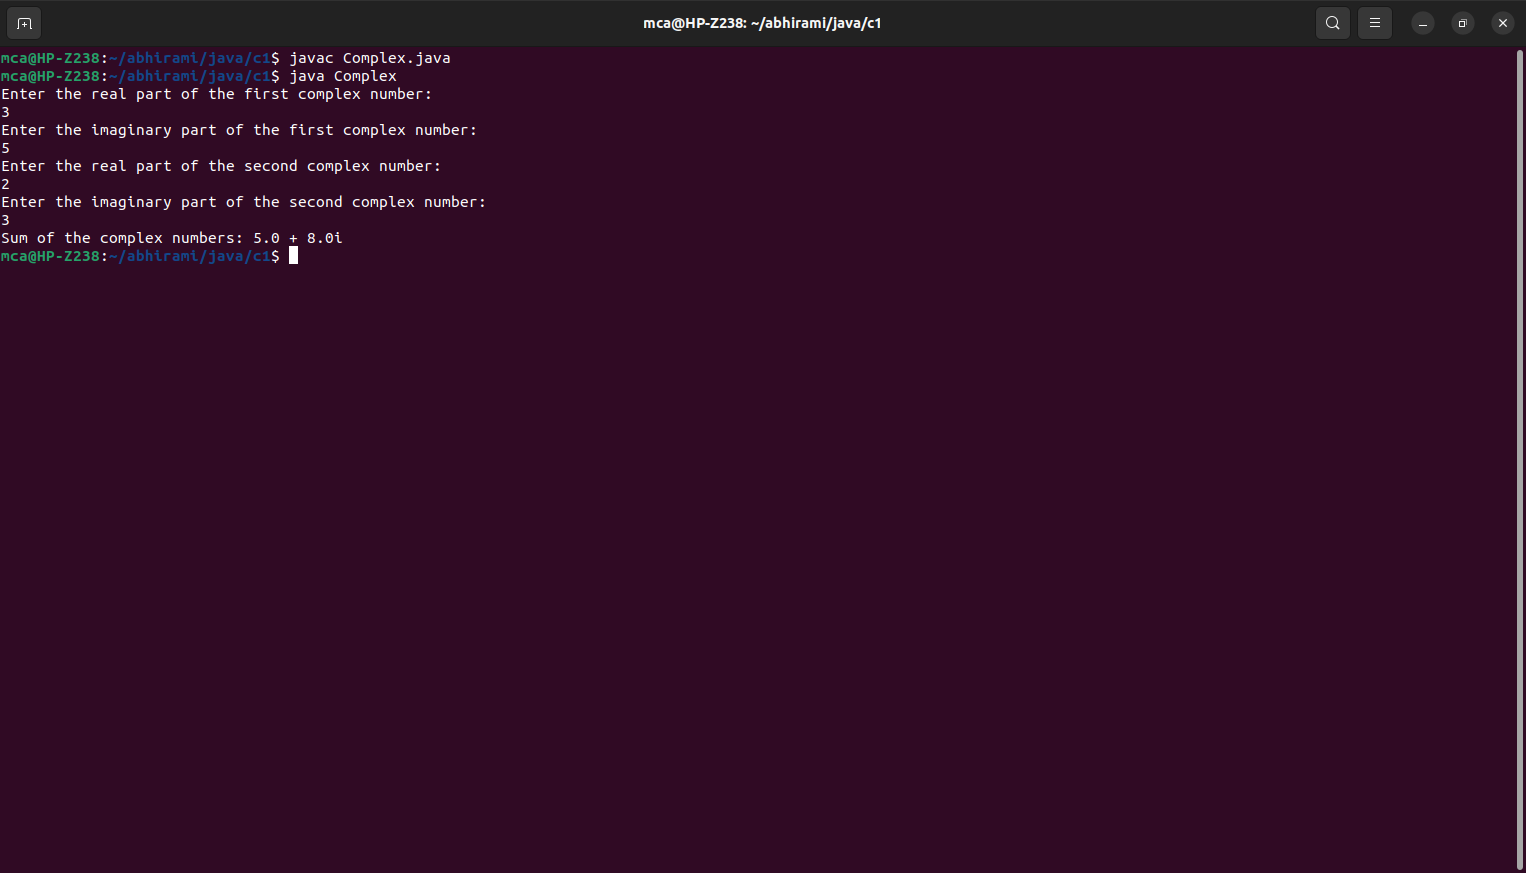 mca@HP-Z238: ~/abhirami/java/c1
mca@HP-Z238:~/abhirami/java/c1$ javac Complex.java
mca@HP-Z238:~/abhirami/java/c1$ java Complex
Enter the real part of the first complex number:
3
Enter the imaginary part of the first complex number:
5
Enter the real part of the second complex number:
2
Enter the imaginary part of the second complex number:
3
Sum of the complex numbers: 5.0 + 8.0i
mca@HP-Z238:~/abhirami/java/c1$